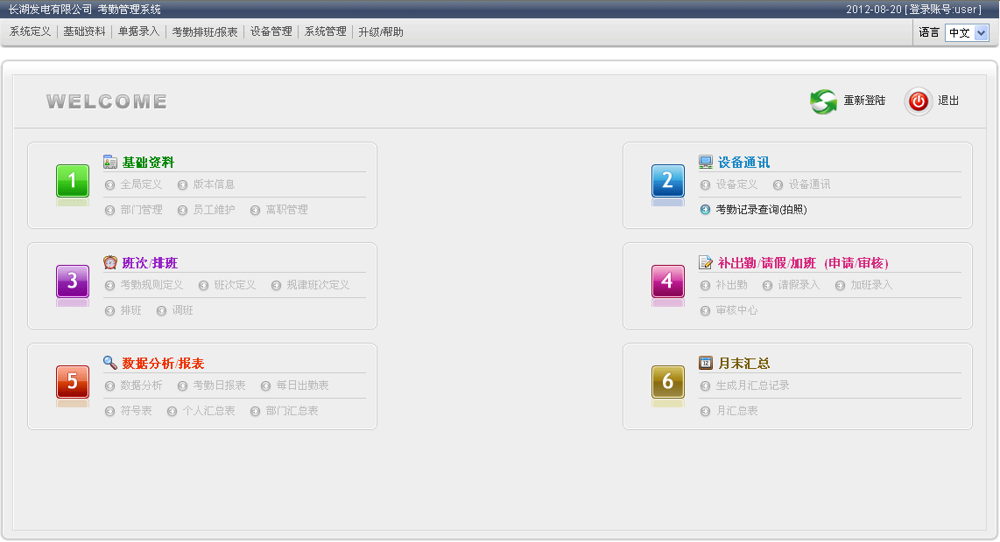 长湖发电有限公司 考勤管理系统 2012-08-20 [ 登录账号:user ]
系统定义 基础资料 单据录入 考勤排班/报表 设备管理 系统管理 升级/帮助 语言 中文
WELCOME 重新登陆 退出
1 基础资料
全局定义 版本信息
部门管理 员工维护 离职管理
2 设备通讯
设备定义 设备通讯
考勤记录查询(拍照)
3 班次/排班
考勤规则定义 班次定义 规律班次定义
排班 调班
4 补出勤/请假/加班 (申请/审核)
补出勤 请假录入 加班录入
审核中心
5 数据分析/报表
数据分析 考勤日报表 每日出勤表
符号表 个人汇总表 部门汇总表
6 月末汇总
生成月汇总记录
月汇总表